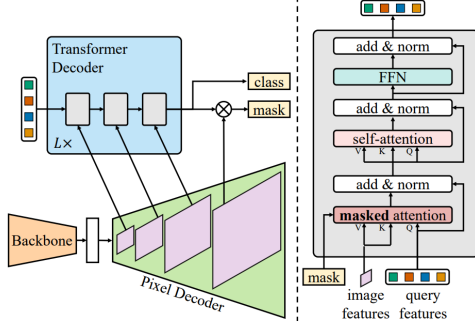 Transformer
Decoder
L×
class
mask
Backbone
Pixel Decoder
add & norm
FFN
add & norm
self-attention
V
K
Q
add & norm
masked attention
V
K
Q
mask
image
features
query
features